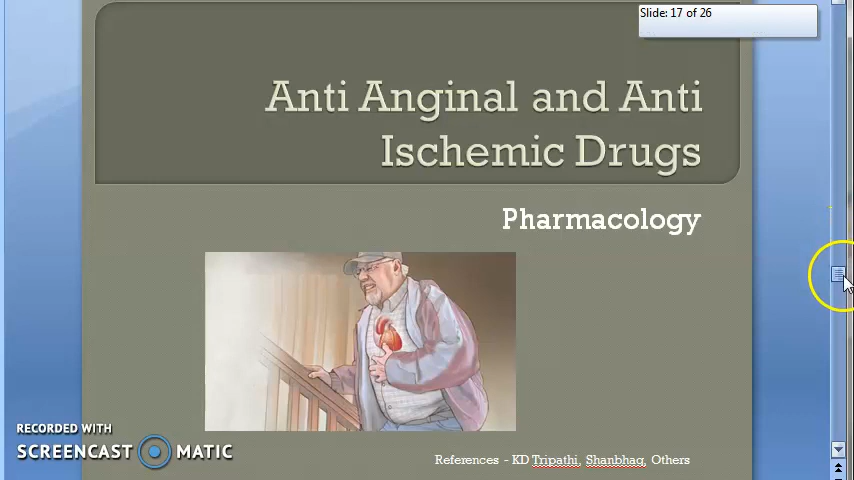 Slide: 17 of 26
Anti Anginal and Anti
Ischemic Drugs
Pharmacology
RECORDED WITH
SCREENCAST MATIC
References - KD Tripathi, Shanbhag, Others